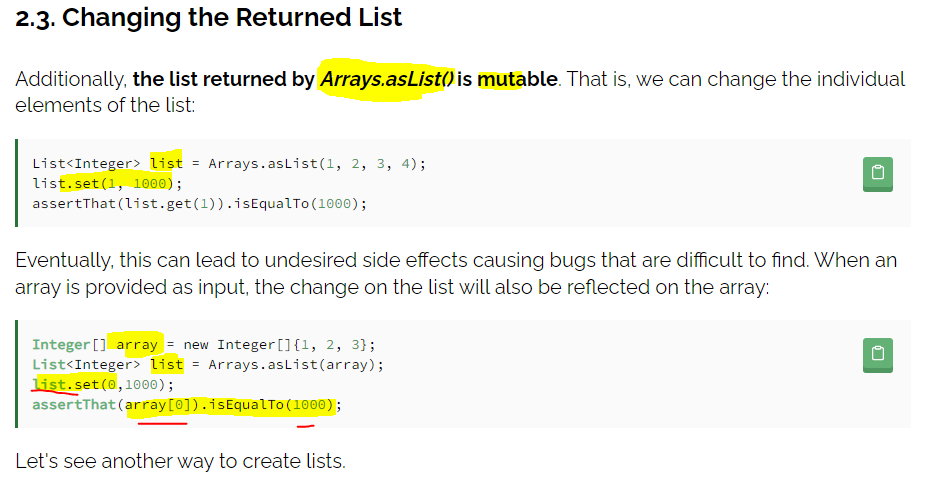 2.3. Changing the Returned List
Additionally, the list returned by Arrays.asList() is mutable. That is, we can change the individual
elements of the list:
List<Integer> list = Arrays.asList(1, 2, 3, 4);
list.set(1, 1000);
assertThat(list.get(1)).isEqualTo(1000);
Eventually, this can lead to undesired side effects causing bugs that are difficult to find. When an
array is provided as input, the change on the list will also be reflected on the array:
Integer[] array = new Integer[]{1, 2, 3};
List<Integer> list = Arrays.asList(array);
list.set(0,1000);
assertThat(array[0]).isEqualTo(1000);
Let's see another way to create lists.